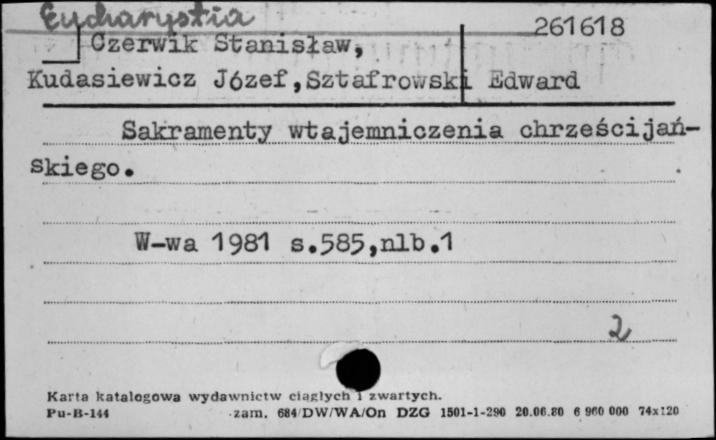 Eucharystia
261618
Czerwik Stanisław,
Kudasiewicz Józef,Sztafrowski Edward
Sakramenty wtajemniczenia chrześcijań-
skiego.
W-wa 1981 s.585,nlb.1
2
Karta katalogowa wydawnictw ciągłych i zwartych.
Pu-B-144 zam. 684/DW/WA/On DZG 1501-1-290 20.06.80 6 960 000 74x120